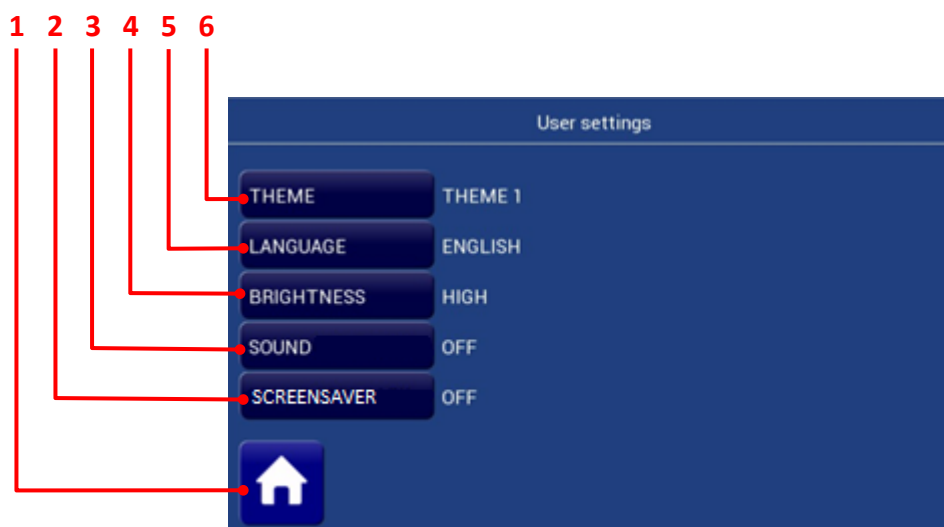 1 2 3 4 5 6
User settings
THEME THEME 1
LANGUAGE ENGLISH
BRIGHTNESS HIGH
SOUND OFF
SCREENSAVER OFF